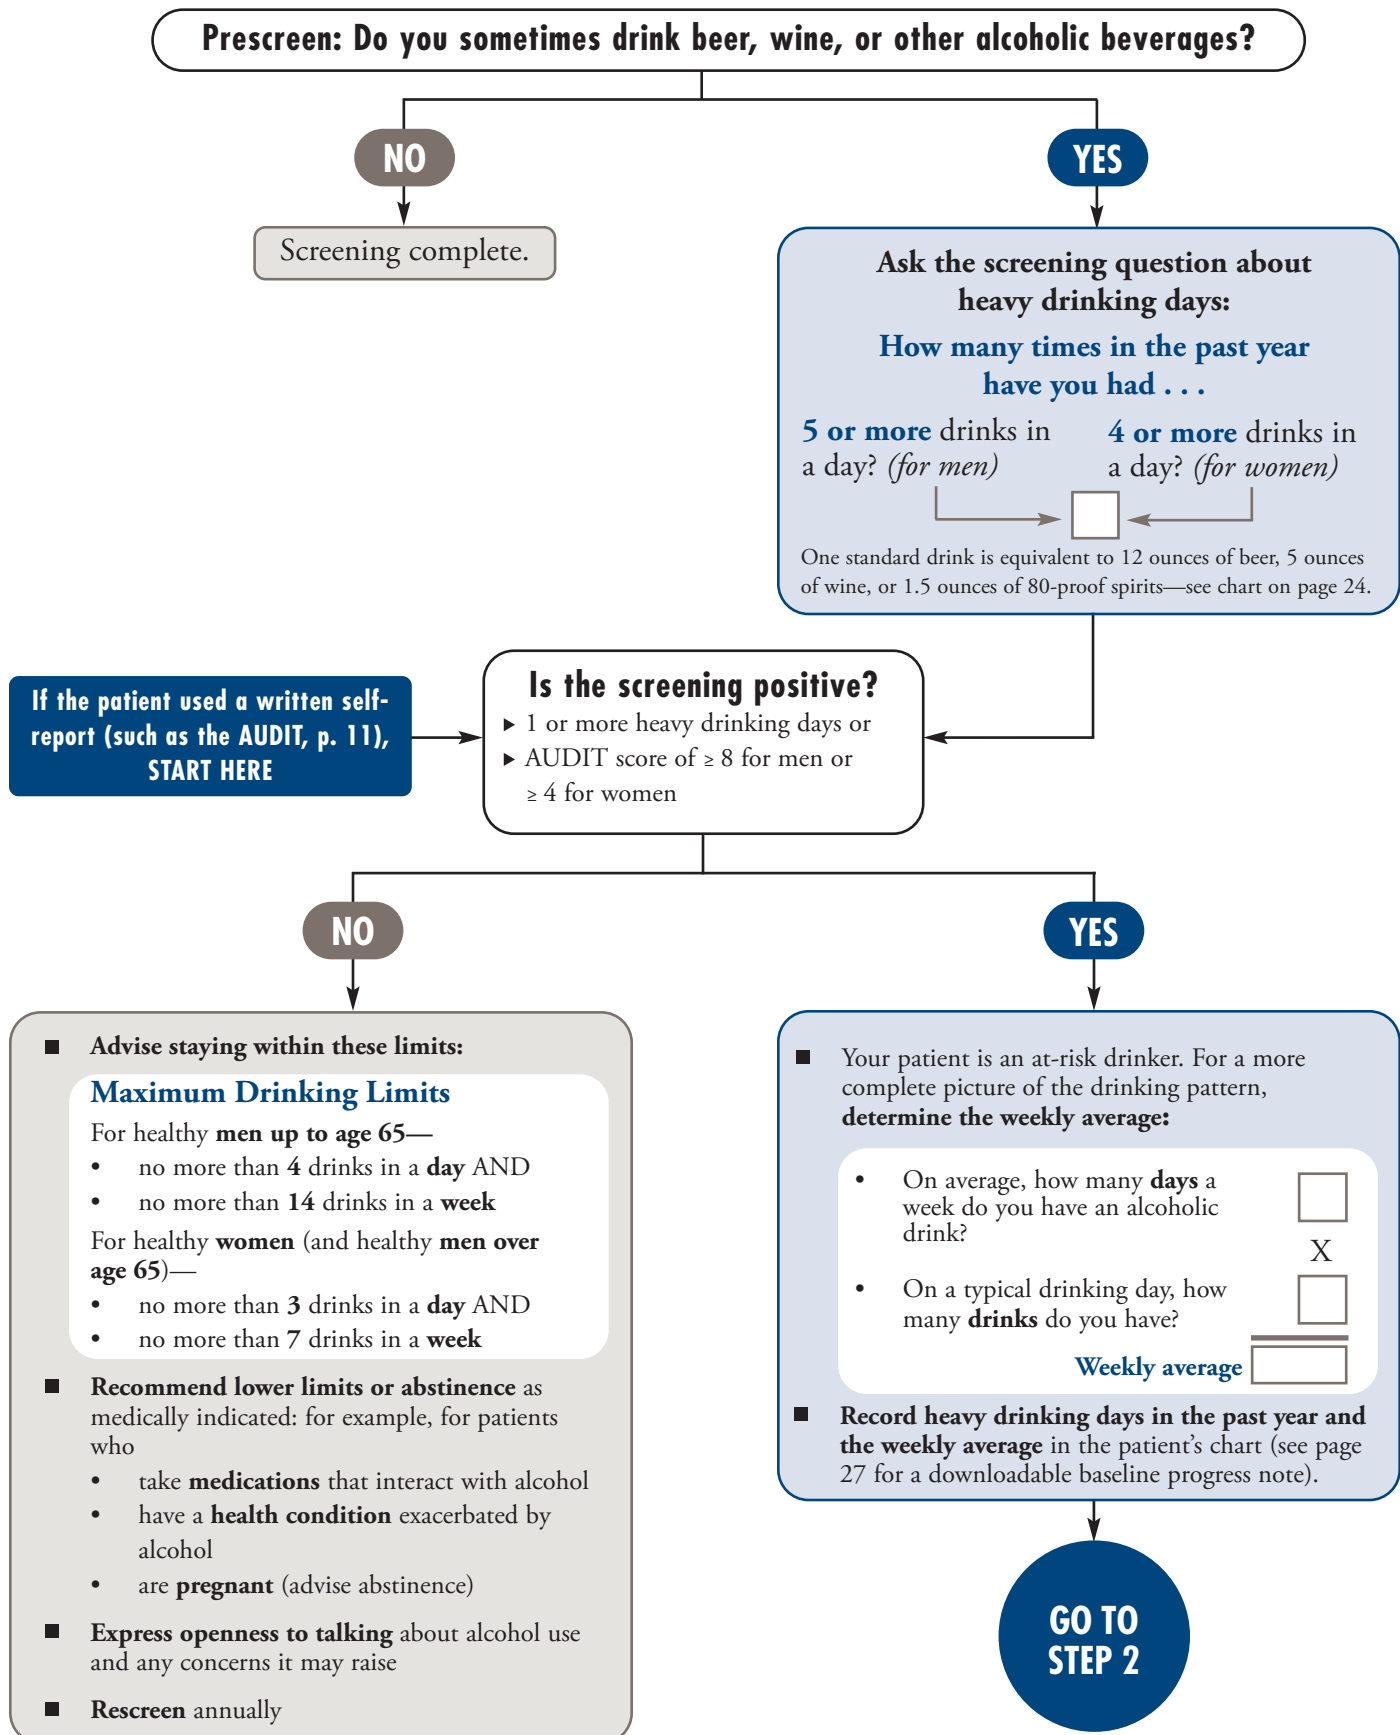 Prescreen: Do you sometimes drink beer, wine, or other alcoholic beverages?
NO
YES
Screening complete.
Ask the screening question about
heavy drinking days:
How many times in the past year
have you had . . .
5 or more drinks in
a day? (for men)
4 or more drinks in
a day? (for women)
One standard drink is equivalent to 12 ounces of beer, 5 ounces
of wine, or 1.5 ounces of 80-proof spirits—see chart on page 24.
If the patient used a written self-
report (such as the AUDIT, p. 11),
START HERE
Is the screening positive?
▶ 1 or more heavy drinking days or
▶ AUDIT score of ≥ 8 for men or
≥ 4 for women
NO
YES
■ Advise staying within these limits:
Maximum Drinking Limits
For healthy men up to age 65—
• no more than 4 drinks in a day AND
• no more than 14 drinks in a week
For healthy women (and healthy men over
age 65)—
• no more than 3 drinks in a day AND
• no more than 7 drinks in a week
■ Recommend lower limits or abstinence as
medically indicated: for example, for patients
who
• take medications that interact with alcohol
• have a health condition exacerbated by
alcohol
• are pregnant (advise abstinence)
■ Express openness to talking about alcohol use
and any concerns it may raise
■ Rescreen annually
■ Your patient is an at-risk drinker. For a more
complete picture of the drinking pattern,
determine the weekly average:
• On average, how many days a
week do you have an alcoholic
drink?
X
• On a typical drinking day, how
many drinks do you have?
Weekly average
■ Record heavy drinking days in the past year and
the weekly average in the patient’s chart (see page
27 for a downloadable baseline progress note).
GO TO
STEP 2